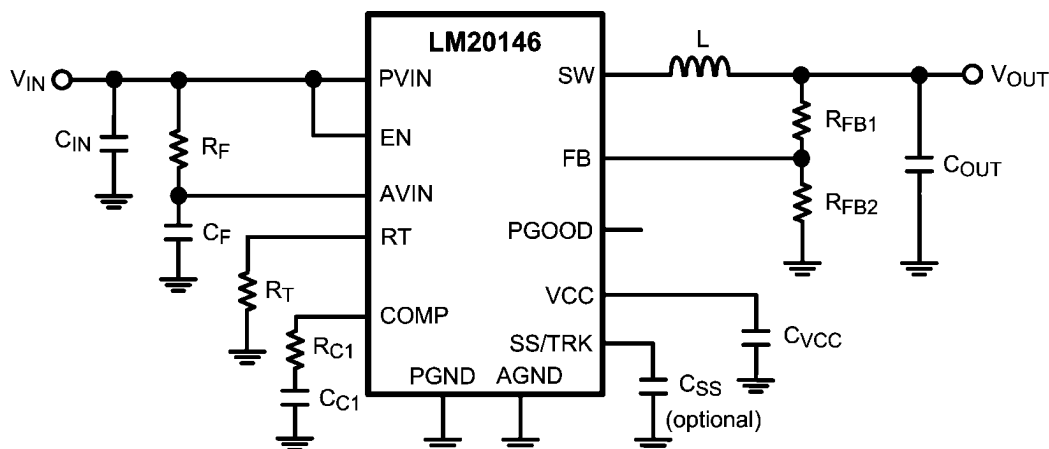 LM20146
L
VIN
PVIN
SW
VOUT
CIN
RF
EN
RFB1
FB
COUT
AVIN
RFB2
CF
RT
PGOOD
RT
VCC
COMP
RC1
SS/TRK
CVCC
PGND
AGND
CC1
CSS
(optional)